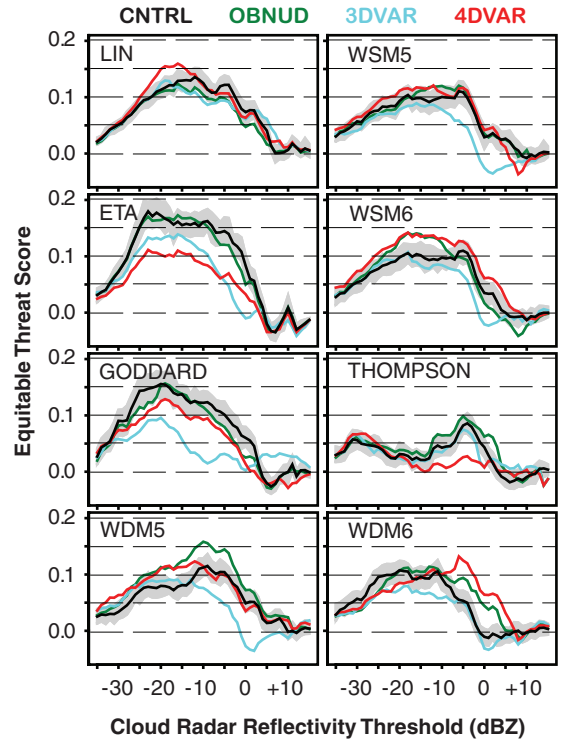 CNTRL OBNUD 3DVAR 4DVAR
Equitable Threat Score
LIN WSM5
0.2
0.1
0.0
ETA WSM6
0.2
0.1
0.0
GODDARD THOMPSON
0.2
0.1
0.0
WDM5 WDM6
0.2
0.1
0.0
-30 -20 -10 0 +10 -30 -20 -10 0 +10
Cloud Radar Reflectivity Threshold (dBZ)